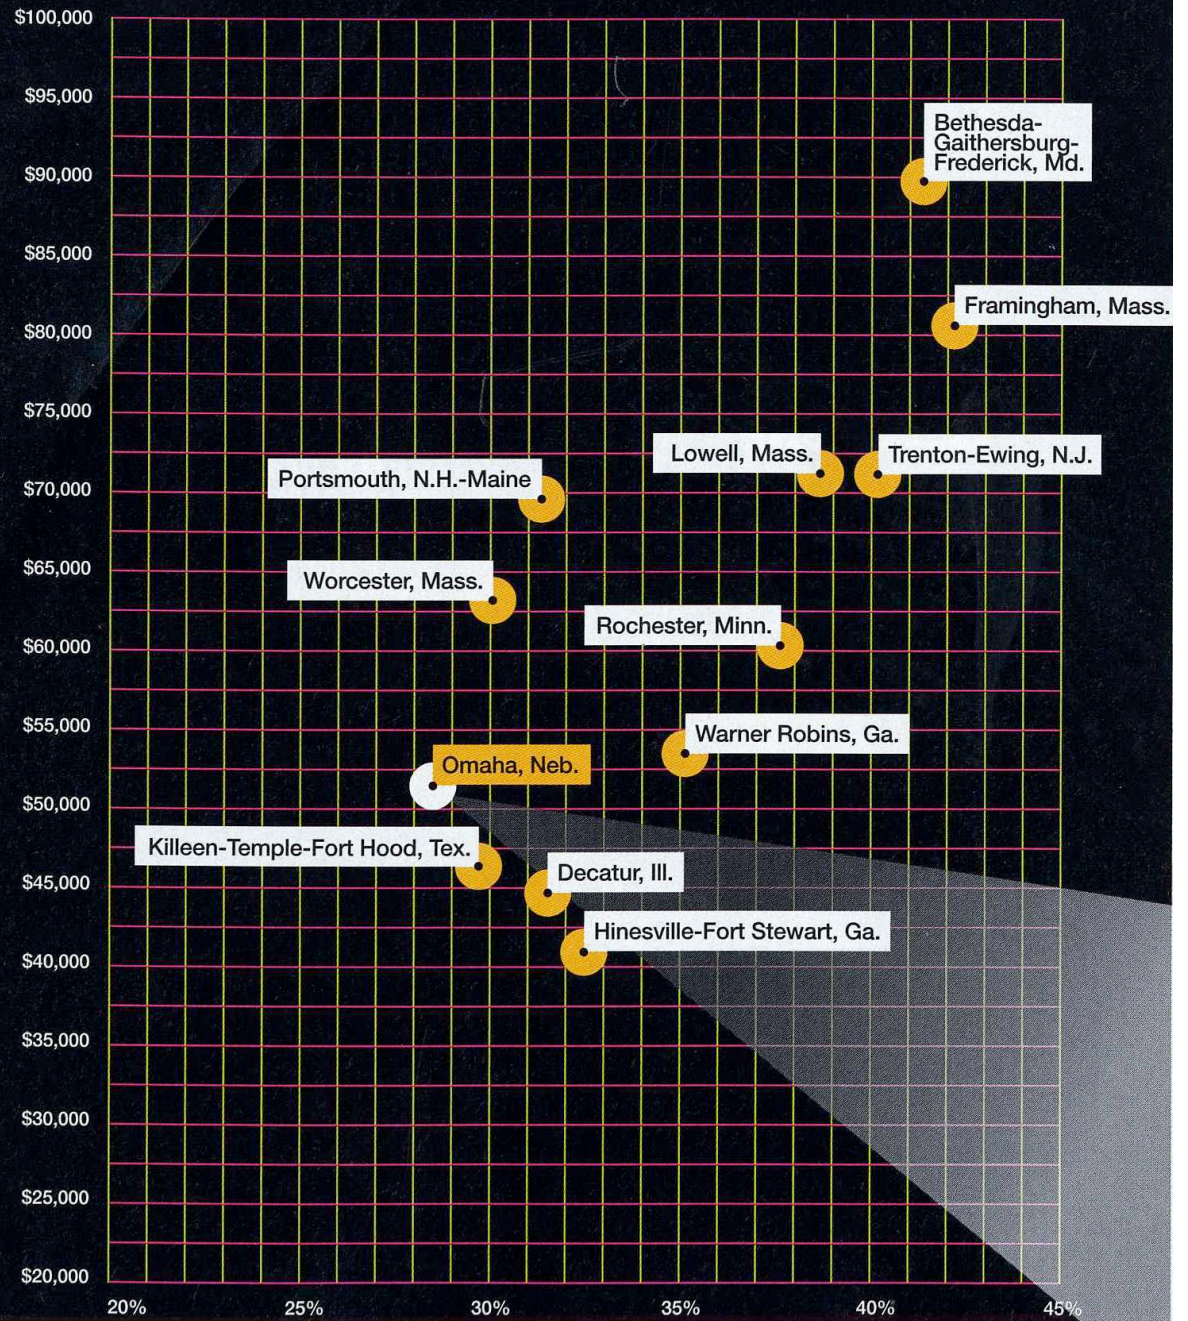 $100,000
$95,000
Bethesda-
Gaithersburg-
Frederick, Md.
$90,000
$85,000
Framingham, Mass.
$80,000
$75,000
Lowell, Mass.
Trenton-Ewing, N.J.
Portsmouth, N.H.-Maine
$70,000
$65,000
Worcester, Mass.
Rochester, Minn.
$60,000
$55,000
Warner Robins, Ga.
Omaha, Neb.
$50,000
Killeen-Temple-Fort Hood, Tex.
Decatur, Ill.
$45,000
Hinesville-Fort Stewart, Ga.
$40,000
$35,000
$30,000
$25,000
$20,000
20% 25% 30% 35% 40% 45%